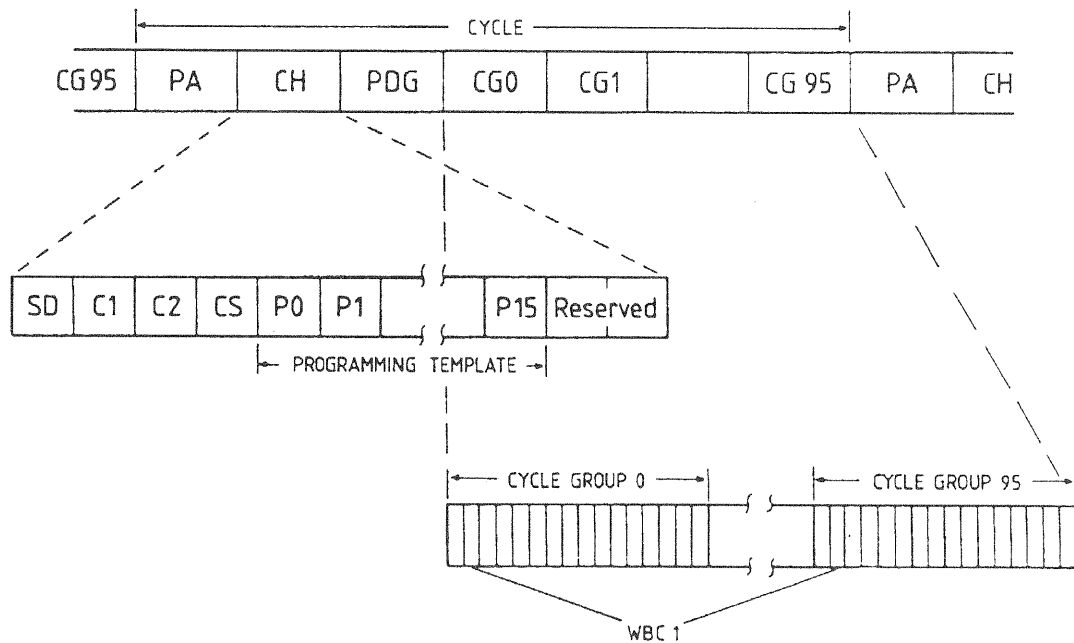 CYCLE
CG95 PA CH PDG CG0 CG1 CG 95 PA CH
SD C1 C2 CS P0 P1 P15 Reserved
PROGRAMMING TEMPLATE
CYCLE GROUP 0 CYCLE GROUP 95
WBC 1